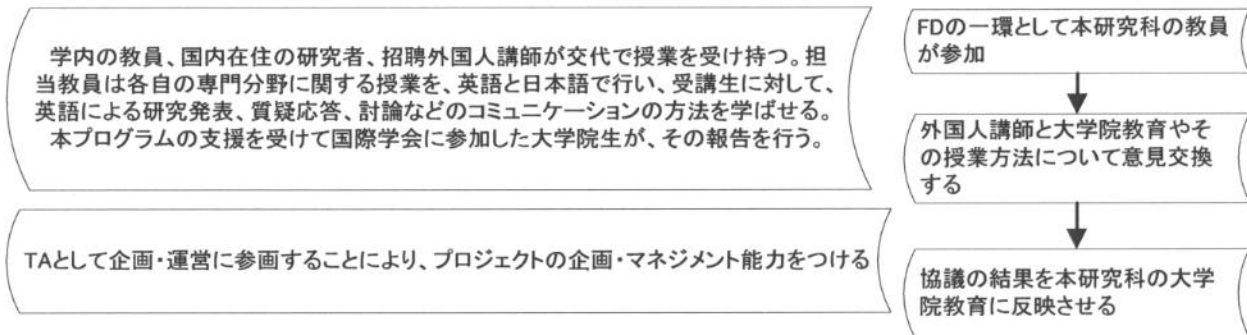 学内の教員、国内在住の研究者、招聘外国人講師が交代で授業を受け持つ。担
当教員は各自の専門分野に関する授業を、英語と日本語で行い、受講生に対して、
英語による研究発表、質疑応答、討論などのコミュニケーションの方法を学ばせる。
本プログラムの支援を受けて国際学会に参加した大学院生が、その報告を行う。
TAとして企画・運営に参画することにより、プロジェクトの企画・マネジメント能力をつける
FDの一環として本研究科の教員
が参加
外国人講師と大学院教育やそ
の授業方法について意見交換
する
協議の結果を本研究科の大学
院教育に反映させる